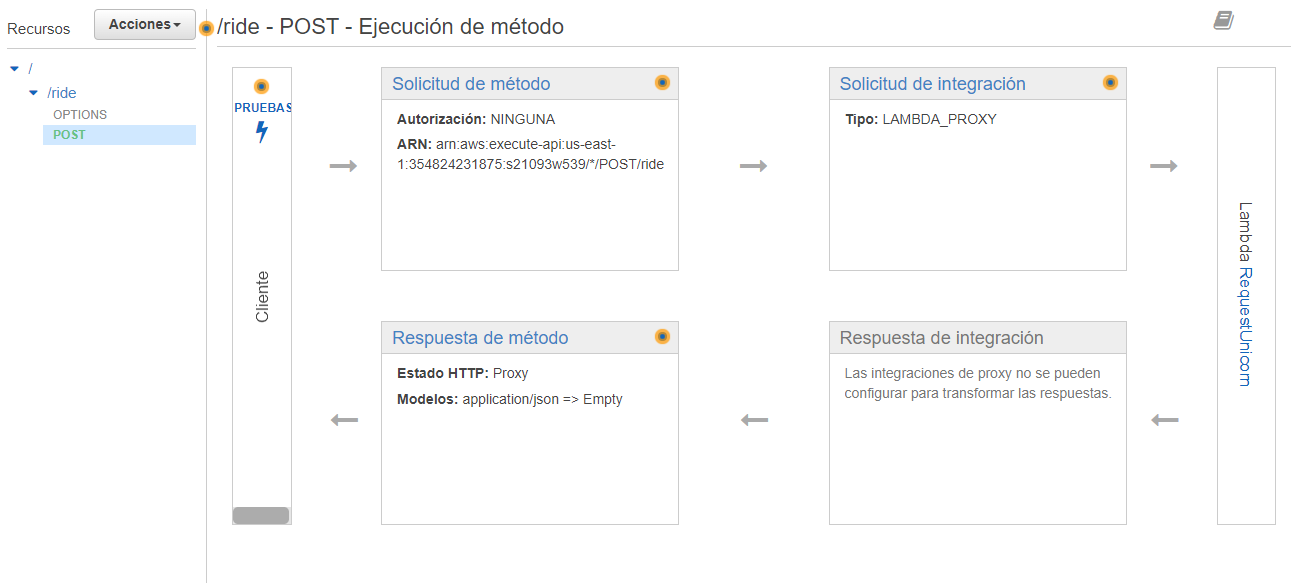 Recursos
Acciones
/ride - POST - Ejecución de método
/
/ride
OPTIONS
POST
PRUEBAS
Cliente
Solicitud de método
Autorización: NINGUNA
ARN: arn:aws:execute-api:us-east-
1:354824231875:s21093w539/*/POST/ride
Solicitud de integración
Tipo: LAMBDA_PROXY
Lambda RequestUnicorn
Respuesta de método
Estado HTTP: Proxy
Modelos: application/json => Empty
Respuesta de integración
Las integraciones de proxy no se pueden
configurar para transformar las respuestas.